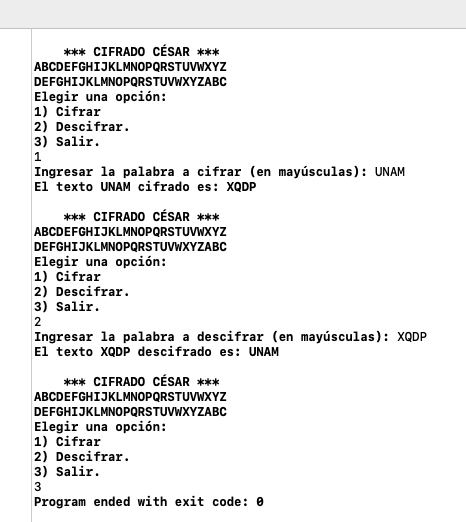 *** CIFRADO CÉSAR ***
ABCDEFGHIJKLMNOPQRSTUVWXYZ
DEFGHIJKLMNOPQRSTUVWXYZABC
Elegir una opción:
1) Cifrar
2) Descifrar.
3) Salir.
1
Ingresar la palabra a cifrar (en mayúsculas): UNAM
El texto UNAM cifrado es: XQDP
*** CIFRADO CÉSAR ***
ABCDEFGHIJKLMNOPQRSTUVWXYZ
DEFGHIJKLMNOPQRSTUVWXYZABC
Elegir una opción:
1) Cifrar
2) Descifrar.
3) Salir.
2
Ingresar la palabra a descifrar (en mayúsculas): XQDP
El texto XQDP descifrado es: UNAM
*** CIFRADO CÉSAR ***
ABCDEFGHIJKLMNOPQRSTUVWXYZ
DEFGHIJKLMNOPQRSTUVWXYZABC
Elegir una opción:
1) Cifrar
2) Descifrar.
3) Salir.
3
Program ended with exit code: 0